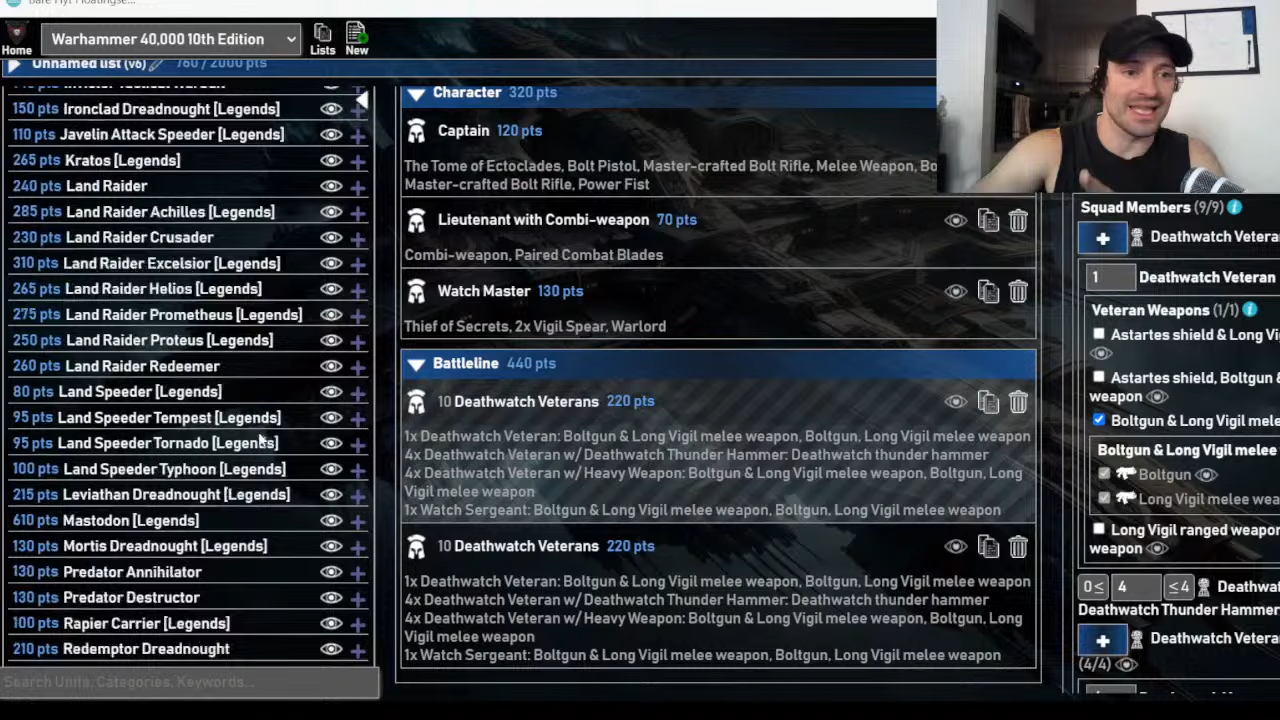 Bare Hyt Floatingse...
Home
Warhammer 40,000 10th Edition
Lists
New
Unnamed list (v6) 760 / 2000 pts
150 pts Ironclad Dreadnought [Legends]
110 pts Javelin Attack Speeder [Legends]
265 pts Kratos [Legends]
240 pts Land Raider
285 pts Land Raider Achilles [Legends]
230 pts Land Raider Crusader
310 pts Land Raider Excelsior [Legends]
265 pts Land Raider Helios [Legends]
275 pts Land Raider Prometheus [Legends]
250 pts Land Raider Proteus [Legends]
260 pts Land Raider Redeemer
80 pts Land Speeder [Legends]
95 pts Land Speeder Tempest [Legends]
95 pts Land Speeder Tornado [Legends]
100 pts Land Speeder Typhoon [Legends]
215 pts Leviathan Dreadnought [Legends]
610 pts Mastodon [Legends]
130 pts Mortis Dreadnought [Legends]
130 pts Predator Annihilator
130 pts Predator Destructor
100 pts Rapier Carrier [Legends]
210 pts Redemptor Dreadnought
Search Units, Categories, Keywords...
Character 320 pts
Captain 120 pts
The Tome of Ectoclades, Bolt Pistol, Master-crafted Bolt Rifle, Melee Weapon, Bo
Master-crafted Bolt Rifle, Power Fist
Lieutenant with Combi-weapon 70 pts
Combi-weapon, Paired Combat Blades
Watch Master 130 pts
Thief of Secrets, 2x Vigil Spear, Warlord
Battleline 440 pts
10 Deathwatch Veterans 220 pts
1x Deathwatch Veteran: Boltgun & Long Vigil melee weapon, Boltgun, Long Vigil melee weapon
4x Deathwatch Veteran w/ Deathwatch Thunder Hammer: Deathwatch thunder hammer
4x Deathwatch Veteran w/ Heavy Weapon: Boltgun & Long Vigil melee weapon, Boltgun, Long
Vigil melee weapon
1x Watch Sergeant: Boltgun & Long Vigil melee weapon, Boltgun, Long Vigil melee weapon
10 Deathwatch Veterans 220 pts
1x Deathwatch Veteran: Boltgun & Long Vigil melee weapon, Boltgun, Long Vigil melee weapon
4x Deathwatch Veteran w/ Deathwatch Thunder Hammer: Deathwatch thunder hammer
4x Deathwatch Veteran w/ Heavy Weapon: Boltgun & Long Vigil melee weapon, Boltgun, Long
Vigil melee weapon
1x Watch Sergeant: Boltgun & Long Vigil melee weapon, Boltgun, Long Vigil melee weapon
Squad Members (9/9)
Deathwatch Vetera
1 Deathwatch Veteran
Veteran Weapons (1/1)
Astartes shield & Long Vi
Astartes shield, Boltgun &
weapon
Boltgun & Long Vigil mele
Boltgun & Long Vigil melee
Boltgun
Long Vigil melee wea
Long Vigil ranged weapon
weapon
0≤ 4 ≤4 Deathwa
Deathwatch Thunder Hammer
Deathwatch Vetera
(4/4)